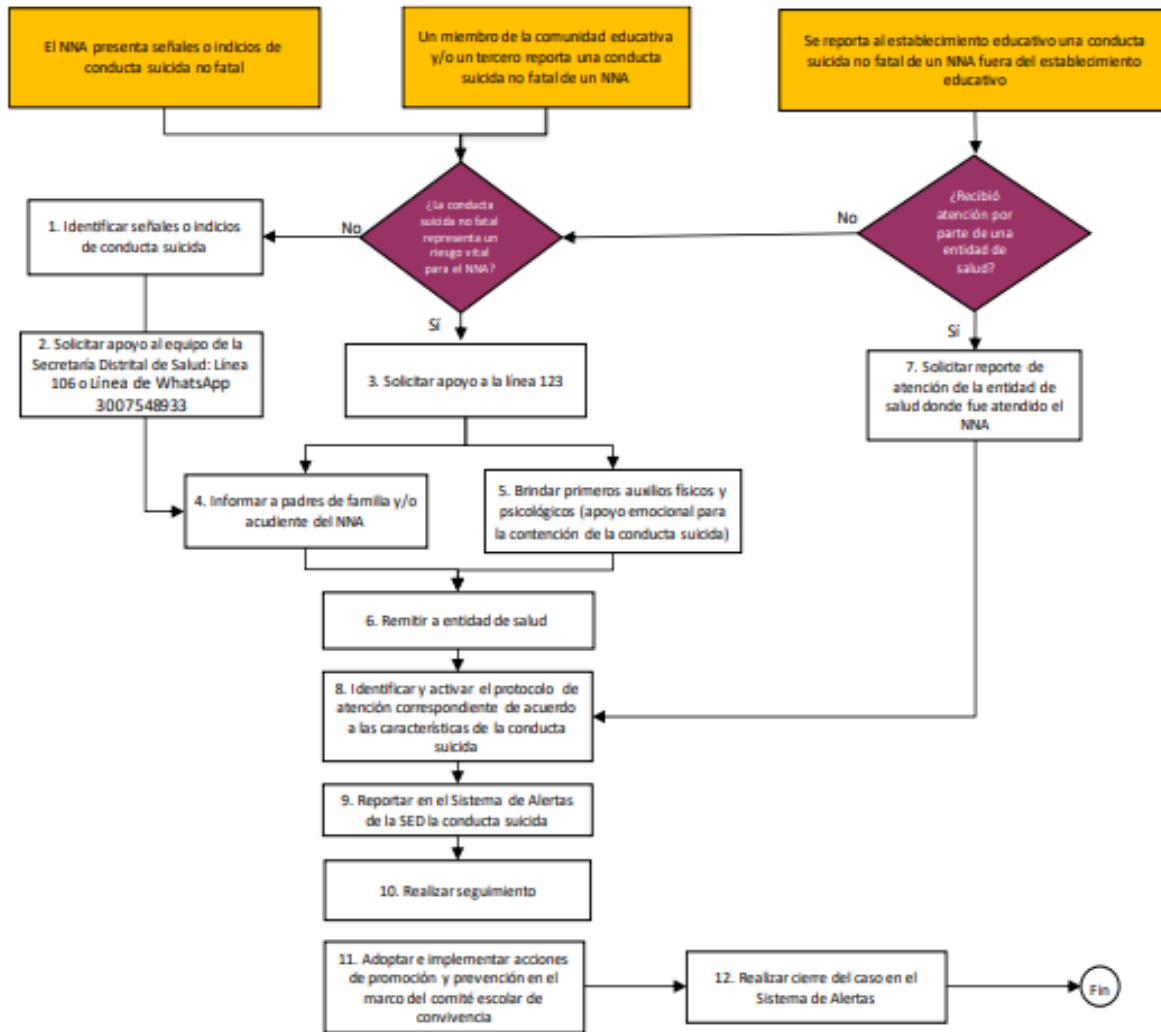 El NNA presenta señales o indicios de
conducta suicida no fatal
Un miembro de la comunidad educativa
y/o un tercero reporta una conducta
suicida no fatal de un NNA
Se reporta al establecimiento educativo una conducta
suicida no fatal de un NNA fuera del establecimiento
educativo
1. Identificar señales o indicios
de conducta suicida
No
¿La conducta
suicida no fatal
representa un
riesgo vital
para el NNA?
No
¿Recibió
atención por
parte de una
entidad de
salud?
Sí
Sí
2. Solicitar apoyo al equipo de la
Secretaría Distrital de Salud: Línea
106 o Línea de WhatsApp
3007548933
3. Solicitar apoyo a la línea 123
7. Solicitar reporte de
atención de la entidad de
salud donde fue atendido el
NNA
4. Informar a padres de familia y/o
acudiente del NNA
5. Brindar primeros auxilios físicos y
psicológicos (apoyo emocional para
la contención de la conducta suicida)
6. Remitir a entidad de salud
8. Identificar y activar el protocolo de
atención correspondiente de acuerdo
a las características de la conducta
suicida
9. Reportar en el Sistema de Alertas
de la SED la conducta suicida
10. Realizar seguimiento
11. Adoptar e implementar acciones
de promoción y prevención en el
marco del comité escolar de
convivencia
12. Realizar cierre del caso en el
Sistema de Alertas
Fin